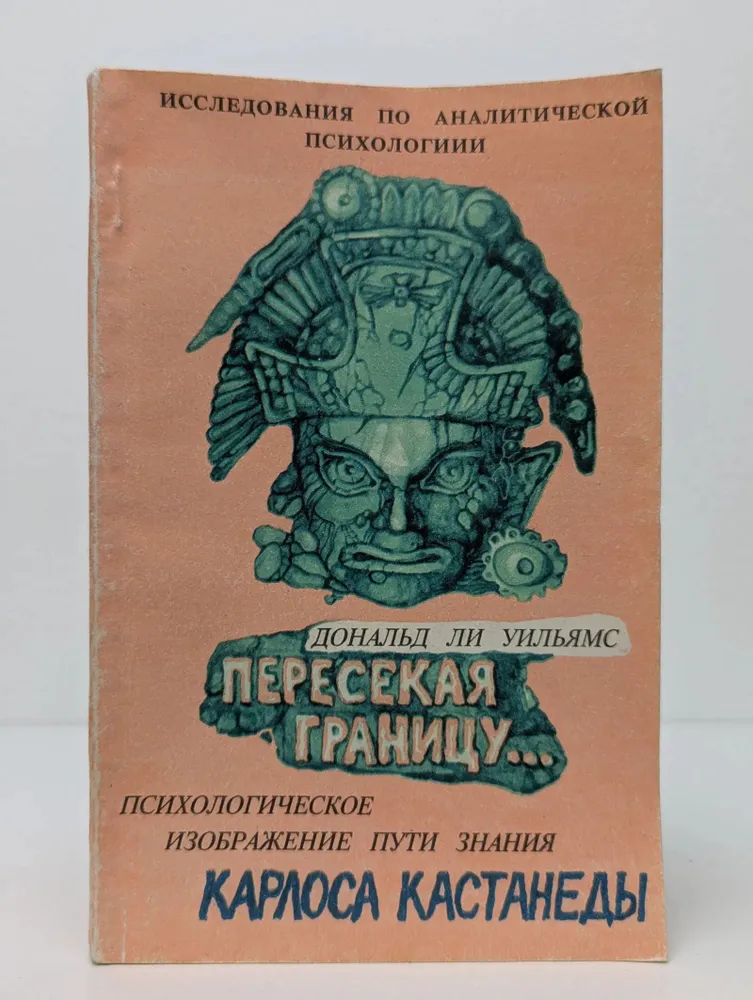 ИССЛЕДОВАНИЯ ПО АНАЛИТИЧЕСКОЙ
ПСИХОЛОГИИИ
ДОНАЛЬД ЛИ УИЛЬЯМС
ПЕРЕСЕКАЯ
ГРАНИЦУ...
ПСИХОЛОГИЧЕСКОЕ
ИЗОБРАЖЕНИЕ ПУТИ ЗНАНИЯ
КАРЛОСА КАСТАНЕДЫ